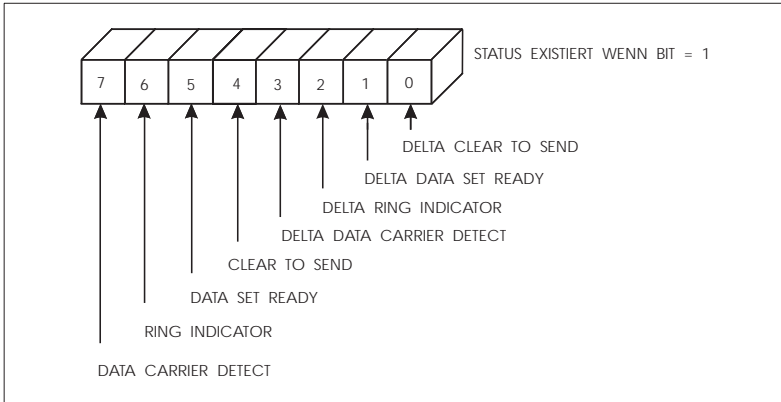 STATUS EXISTIERT WENN BIT = 1
7 6 5 4 3 2 1 0
DELTA CLEAR TO SEND
DELTA DATA SET READY
DELTA RING INDICATOR
DELTA DATA CARRIER DETECT
CLEAR TO SEND
DATA SET READY
RING INDICATOR
DATA CARRIER DETECT